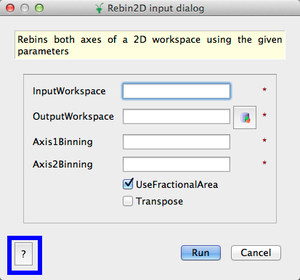 Rebin2D input dialog
Rebins both axes of a 2D workspace using the given
parameters
InputWorkspace *
OutputWorkspace *
Axis1Binning *
Axis2Binning *
UseFractionalArea
Transpose
? Run Cancel